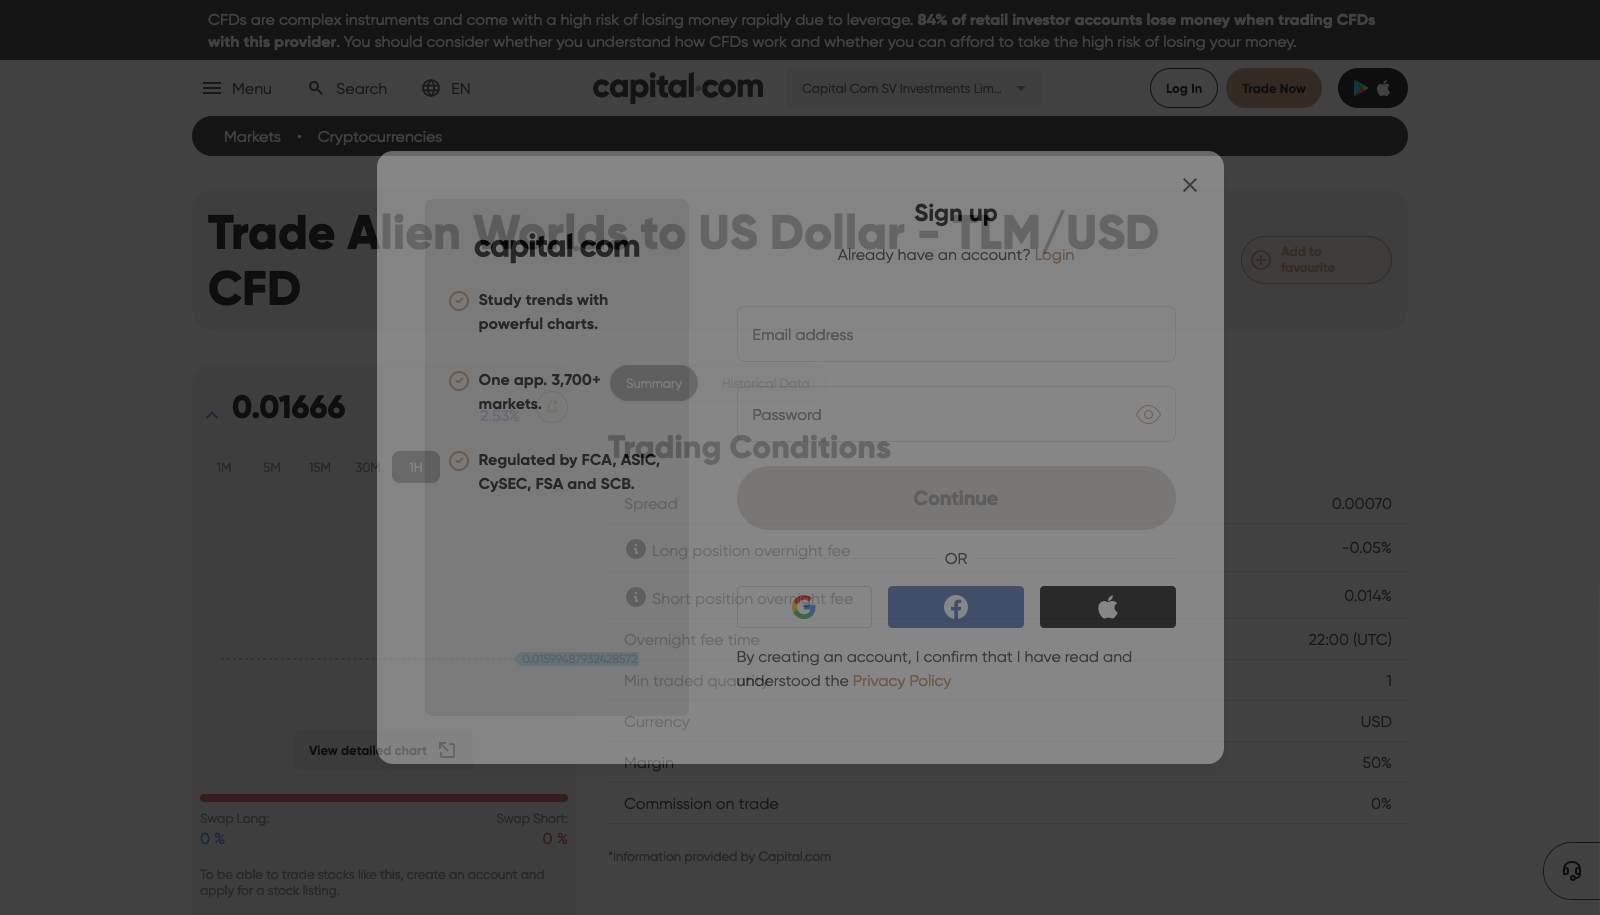 CFDs are complex instruments and come with a high risk of losing money rapidly due to leverage. 84% of retail investor accounts lose money when trading CFDs
with this provider. You should consider whether you understand how CFDs work and whether you can afford to take the high risk of losing your money.
Menu
Search
EN
capital.com
Capital Com SV Investments Lim...
Log In
Trade Now
Markets • Cryptocurrencies
Trade Alien Worlds to US Dollar - TLM/USD
CFD
Add to
favourite
0.01666
2.53%
1M 5M 15M 30M 1H
0.01599487932428572
View detailed chart
Swap Long:
Swap Short:
0 %
0 %
To be able to trade stocks like this, create an account and
apply for a stock listing.
Summary
Historical Data
Trading Conditions
Spread 0.00070
Long position overnight fee -0.05%
Short position overnight fee 0.014%
Overnight fee time 22:00 (UTC)
Min traded quantity 1
Currency USD
Margin 50%
Commission on trade 0%
*Information provided by Capital.com
capital.com
Study trends with
powerful charts.
One app. 3,700+
markets.
Regulated by FCA, ASIC,
CySEC, FSA and SCB.
Sign up
Already have an account? Login
Email address
Password
Continue
OR
By creating an account, I confirm that I have read and
understood the Privacy Policy